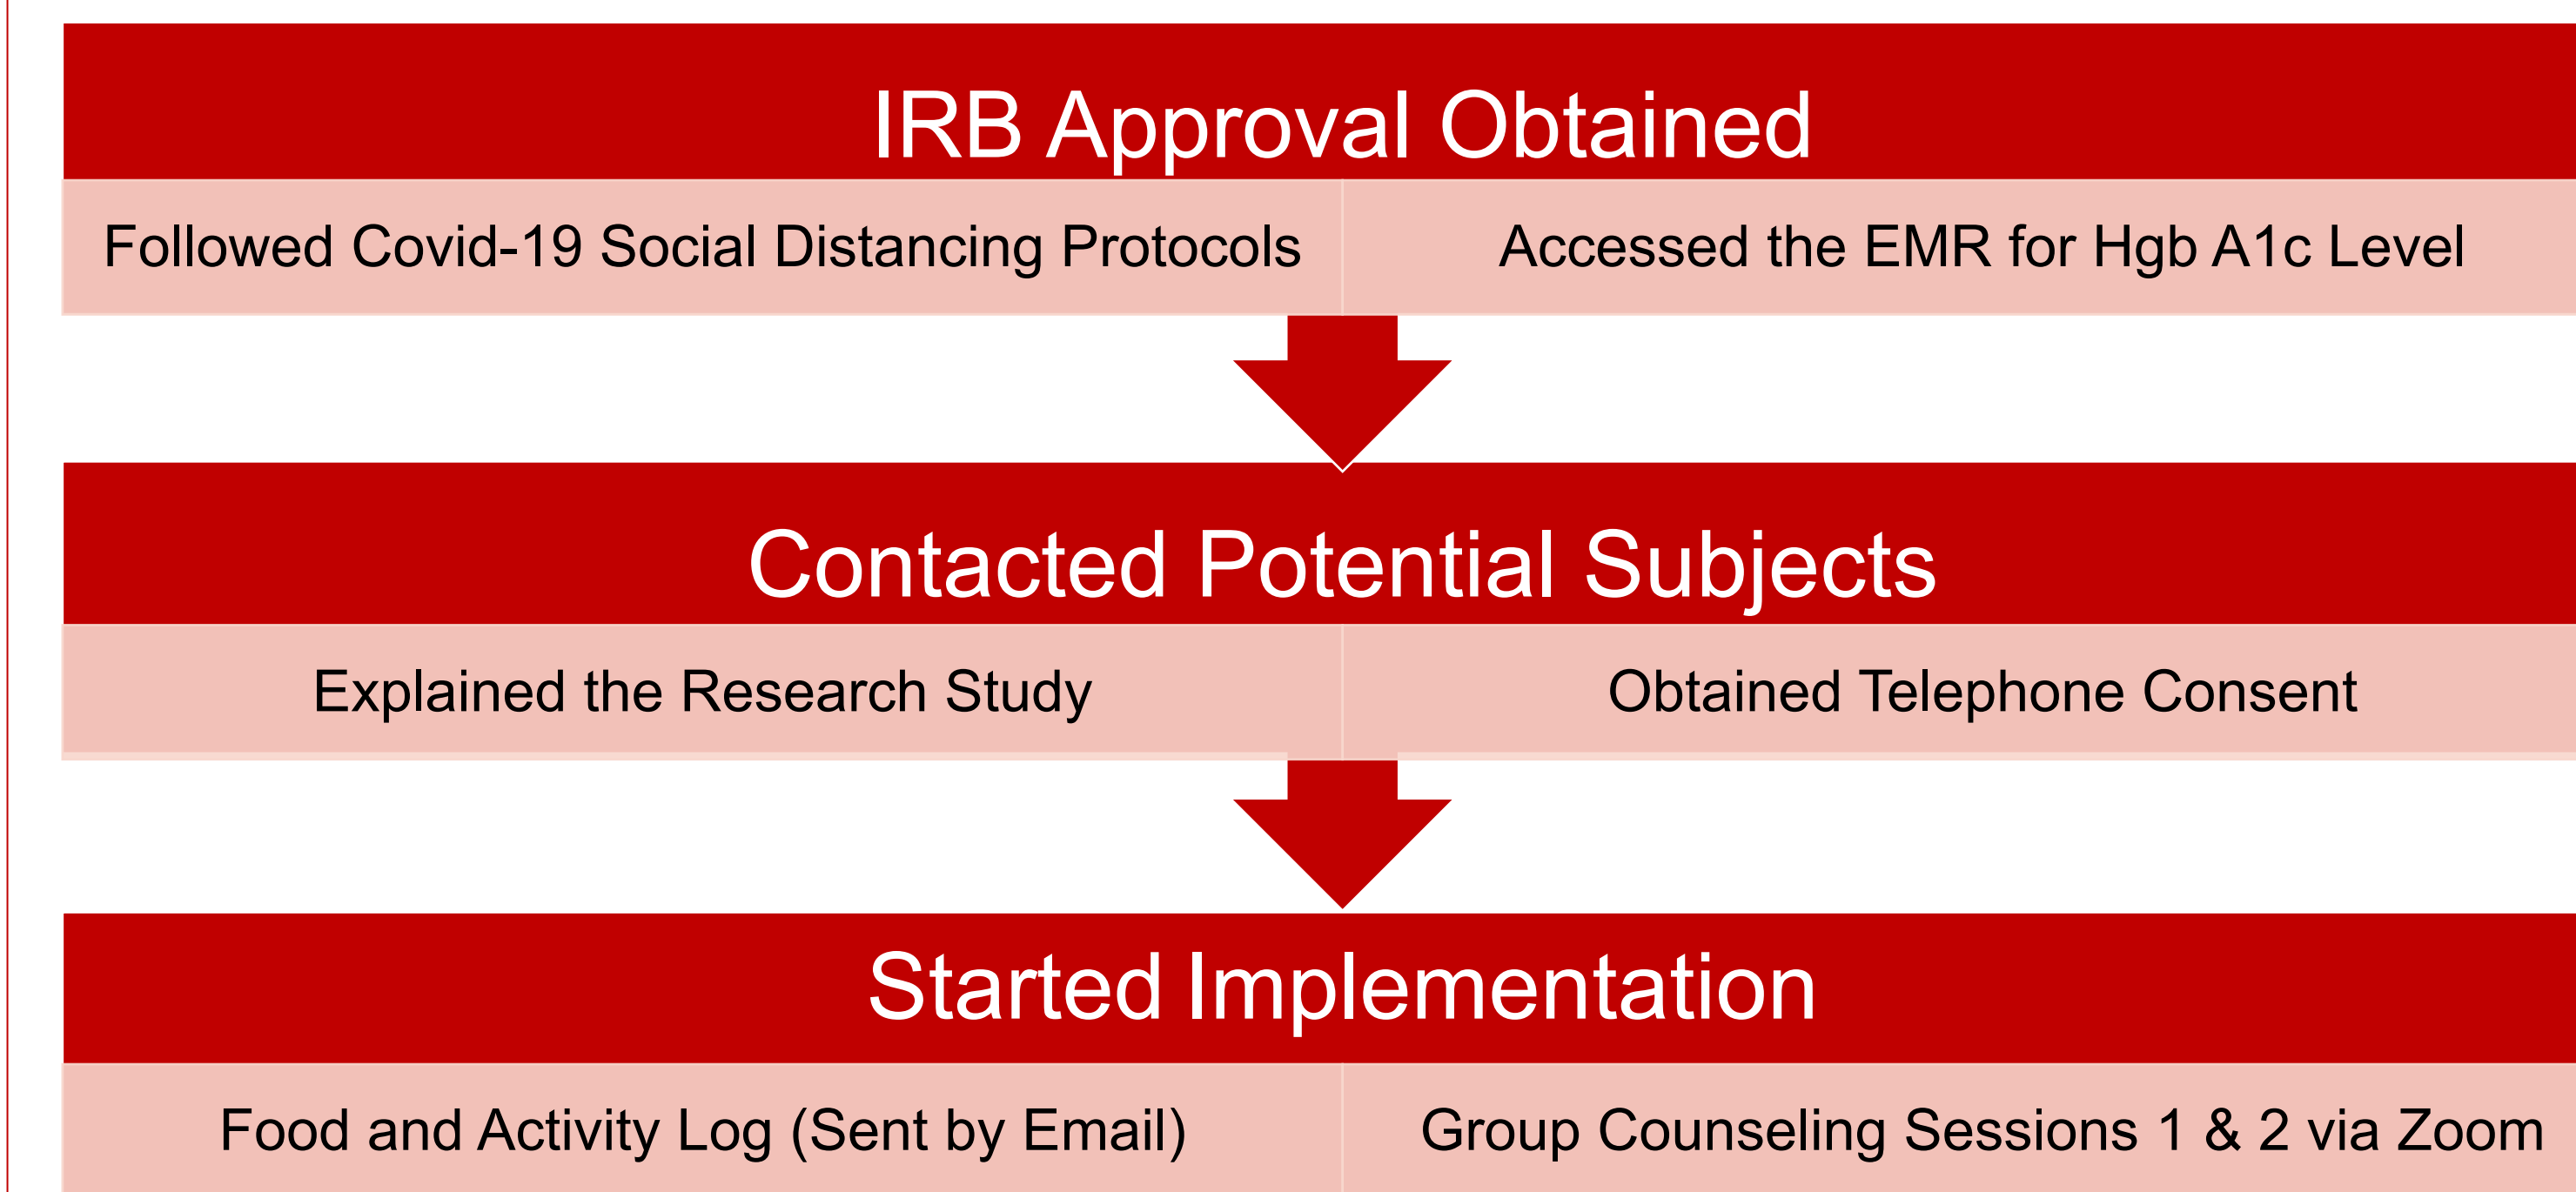 IRB Approval Obtained
Followed Covid-19 Social Distancing Protocols
Accessed the EMR for Hgb A1c Level
Contacted Potential Subjects
Explained the Research Study
Obtained Telephone Consent
Started Implementation
Food and Activity Log (Sent by Email)
Group Counseling Sessions 1 & 2 via Zoom